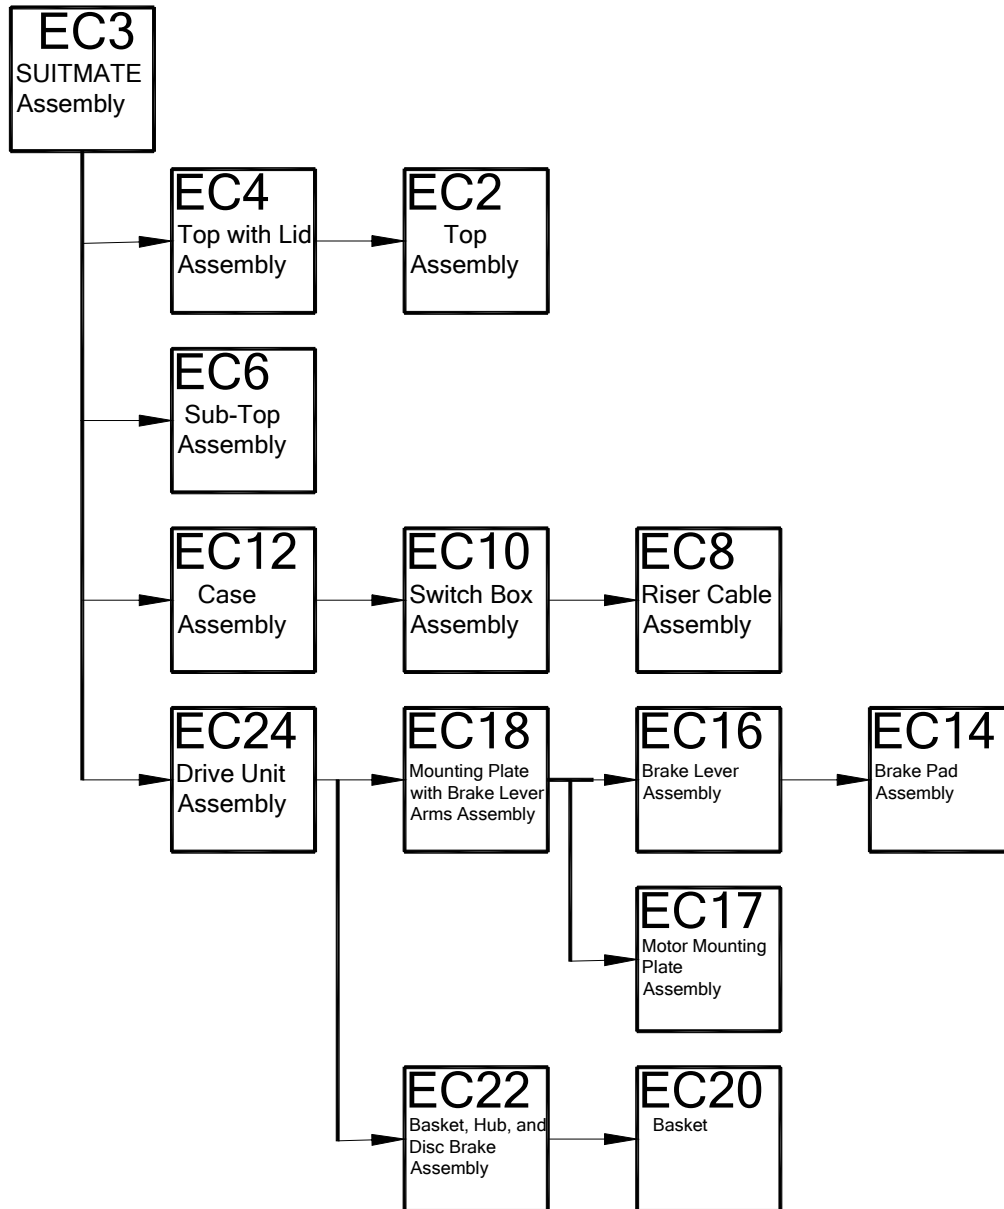 EC3
SUITMATE
Assembly
EC4
Top with Lid
Assembly
EC2
Top
Assembly
EC6
Sub-Top
Assembly
EC12
Case
Assembly
EC10
Switch Box
Assembly
EC8
Riser Cable
Assembly
EC24
Drive Unit
Assembly
EC18
Mounting Plate
with Brake Lever
Arms Assembly
EC16
Brake Lever
Assembly
EC14
Brake Pad
Assembly
EC17
Motor Mounting
Plate
Assembly
EC22
Basket, Hub, and
Disc Brake
Assembly
EC20
Basket